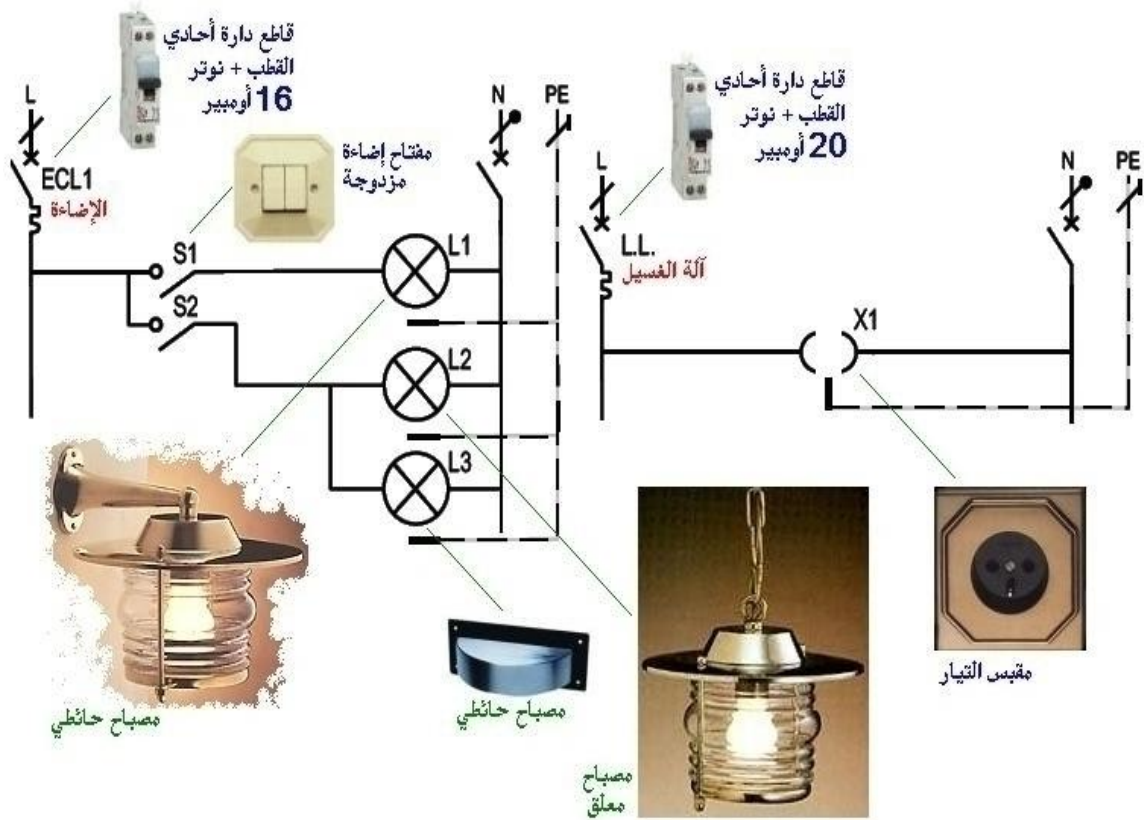 قاطع دارة أحادي
القطب + نوتر
16 أومبير
L
ECL1
الإضاءة
مفتاح إضاءة
مزدوجة
N
PE
S1
S2
L1
L2
L3
قاطع دارة أحادي
القطب + نوتر
20 أومبير
L
L.L.
آلة الغسيل
N
PE
X1
مصباح حائطي
مصباح حائطي
مصباح
معلق
مقبس التيار